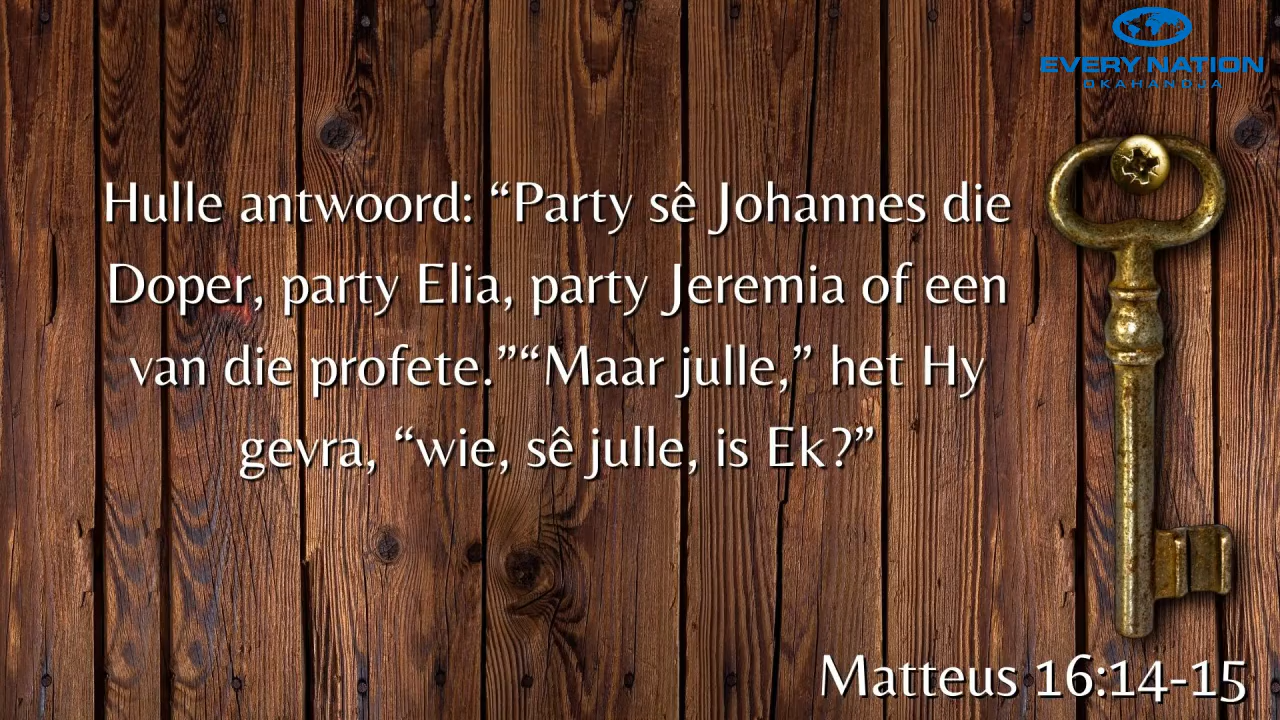 EVERY NATION
OKAHANDJA
Hulle antwoord: “Party sê Johannes die
Doper, party Elia, party Jeremia of een
van die profete.”“Maar julle,” het Hy
gevra, “wie, sê julle, is Ek?”
Matteus 16:14-15